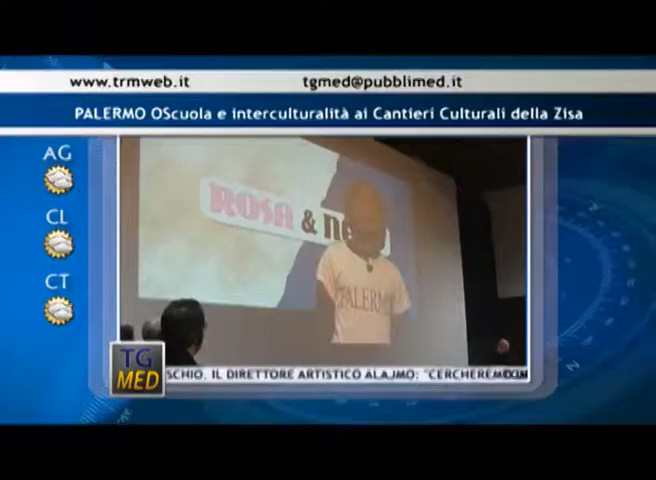 www.trmweb.it tgmed@pubblimed.it
PALERMO OScuola e interculturalità ai Cantieri Culturali della Zisa
AG
CL
CT
ROSA & N
PALERM
TG
MED
SCHIO. IL DIRETTORE ARTISTICO ALAJMO: "CERCHEREMO